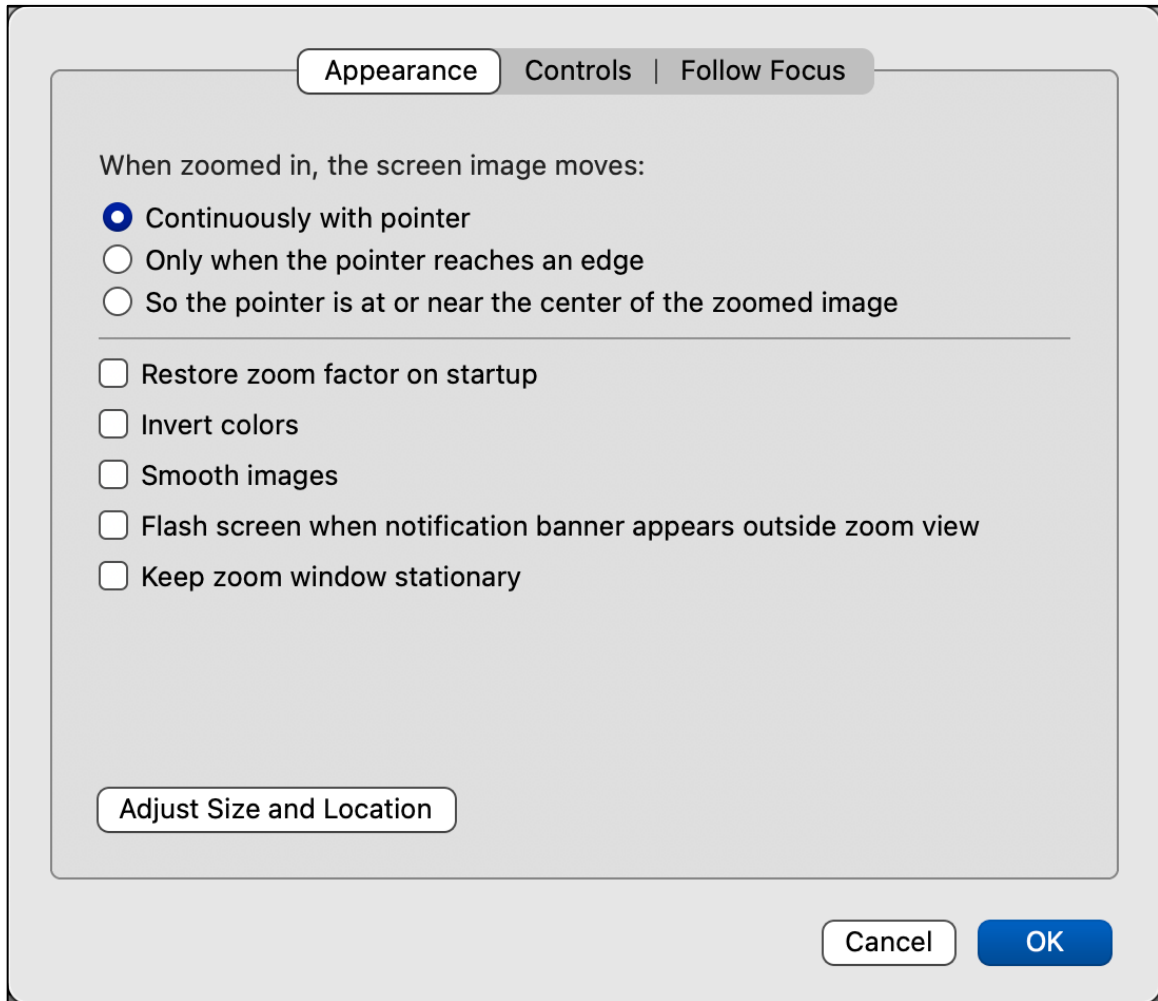 Appearance Controls | Follow Focus
When zoomed in, the screen image moves:
Continuously with pointer
Only when the pointer reaches an edge
So the pointer is at or near the center of the zoomed image
Restore zoom factor on startup
Invert colors
Smooth images
Flash screen when notification banner appears outside zoom view
Keep zoom window stationary
Adjust Size and Location
Cancel OK